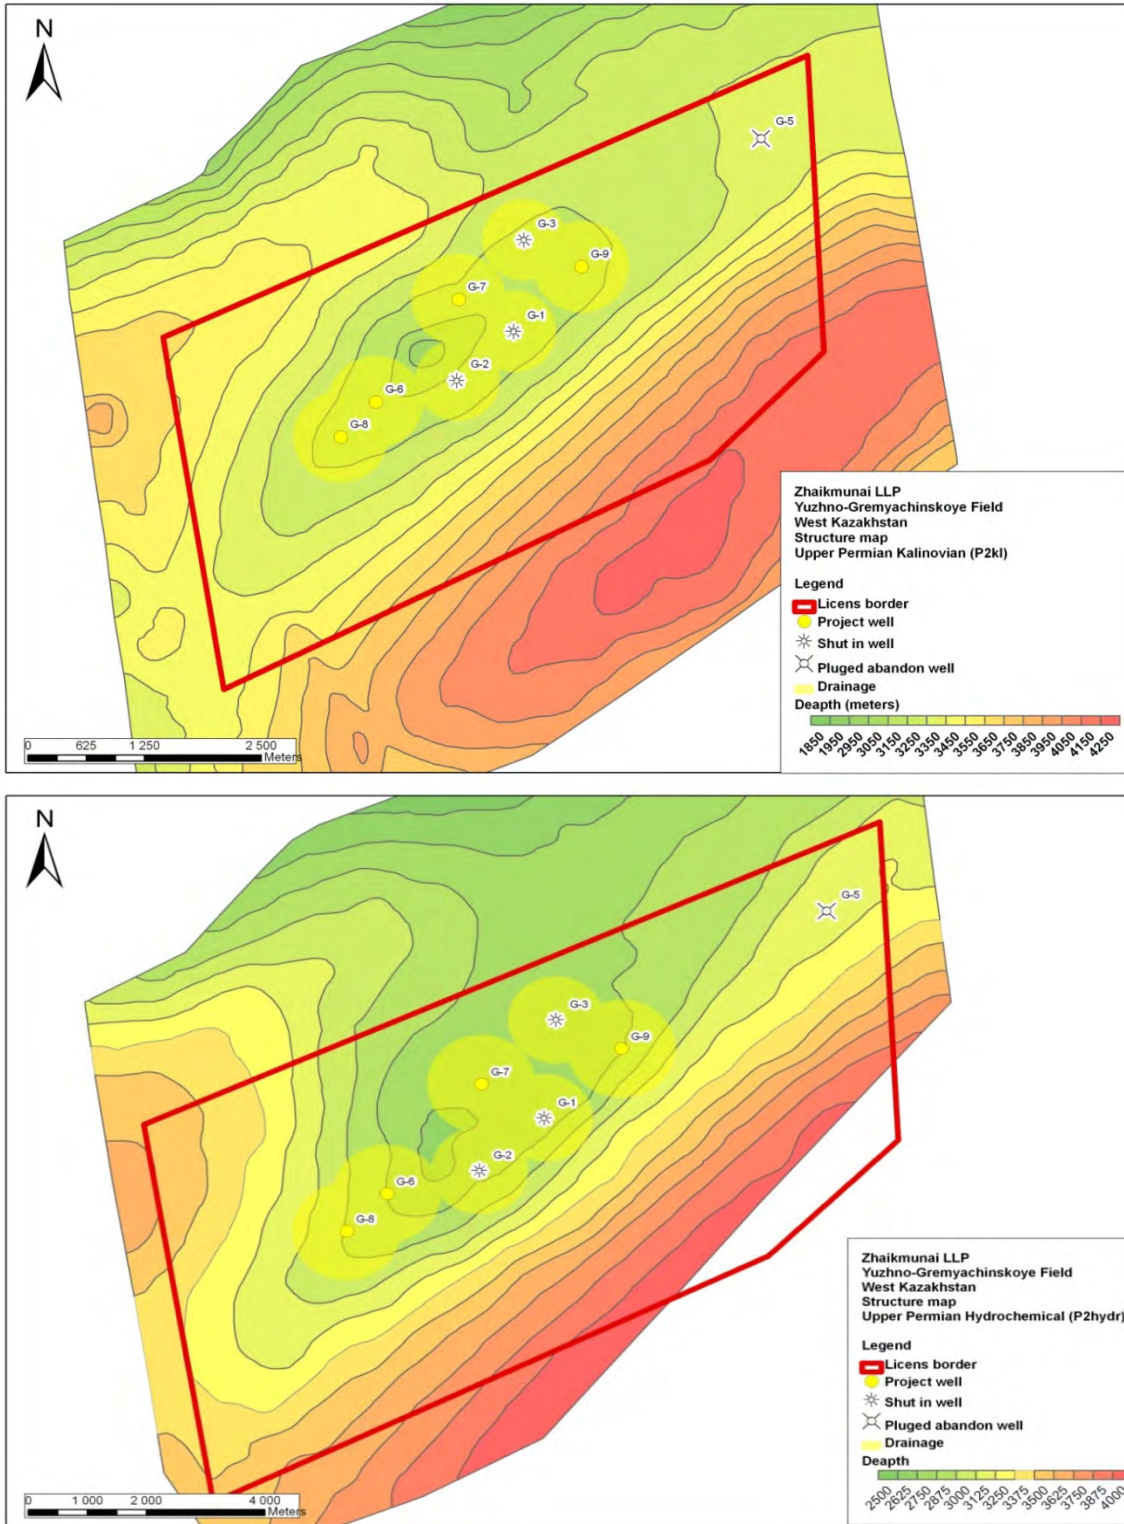 N
G-5
G-3
G-9
G-7
G-1
G-2
G-6
G-8
Zhaikmunai LLP
Yuzhno-Gremyachinskoye Field
West Kazakhstan
Structure map
Upper Permian Kalinovian (P2kl)
Legend
Licens border
Project well
Shut in well
Pluged abandon well
Drainage
Deapth (meters)
1850 1950 2950 3050 3150 3250 3350 3450 3550 3650 3750 3850 3950 4050 4150 4250
0 625 1 250 2 500
Meters
N
G-5
G-3
G-9
G-7
G-1
G-2
G-6
G-8
Zhaikmunai LLP
Yuzhno-Gremyachinskoye Field
West Kazakhstan
Structure map
Upper Permian Hydrochemical (P2hydr)
Legend
Licens border
Project well
Shut in well
Pluged abandon well
Drainage
Deapth
2500 2625 2750 2875 3000 3125 3250 3375 3500 3625 3750 3875 4000
0 1 000 2 000 4 000
Meters